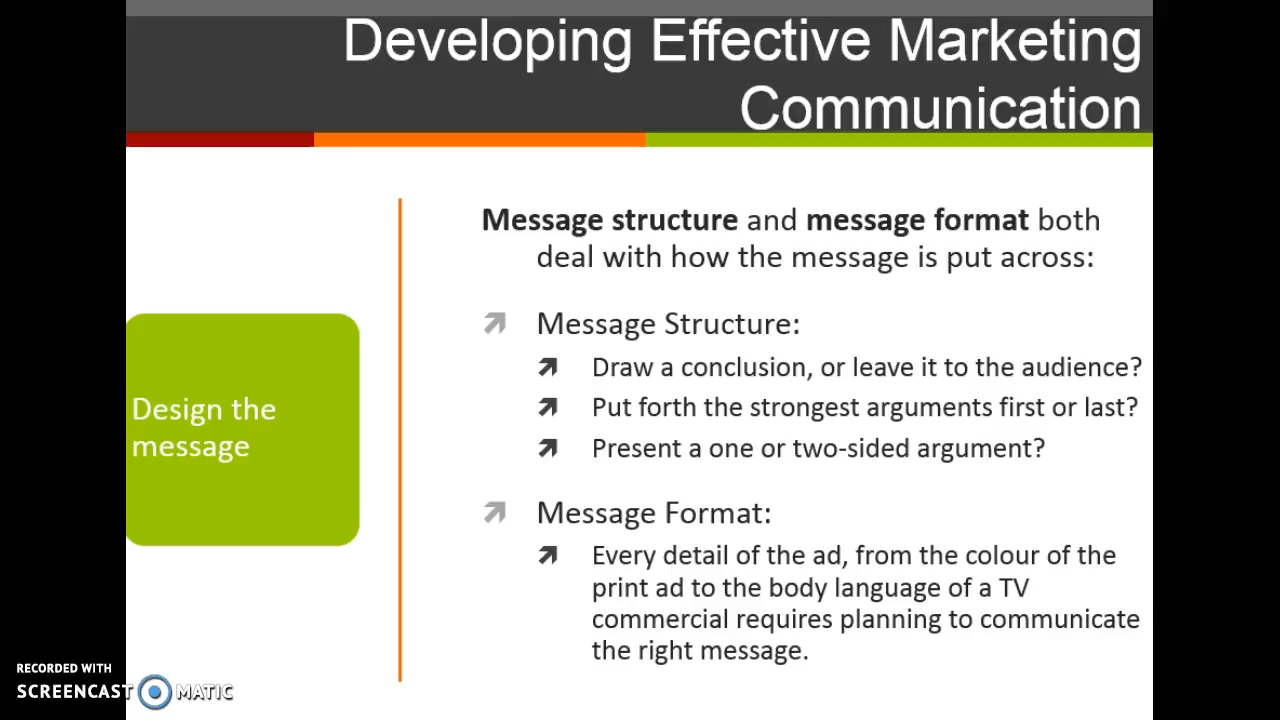 Developing Effective Marketing
Communication
Message structure and message format both
deal with how the message is put across:
Design the
message
Message Structure:
Draw a conclusion, or leave it to the audience?
Put forth the strongest arguments first or last?
Present a one or two-sided argument?
Message Format:
Every detail of the ad, from the colour of the
print ad to the body language of a TV
commercial requires planning to communicate
the right message.
RECORDED WITH
SCREENCAST MATIC